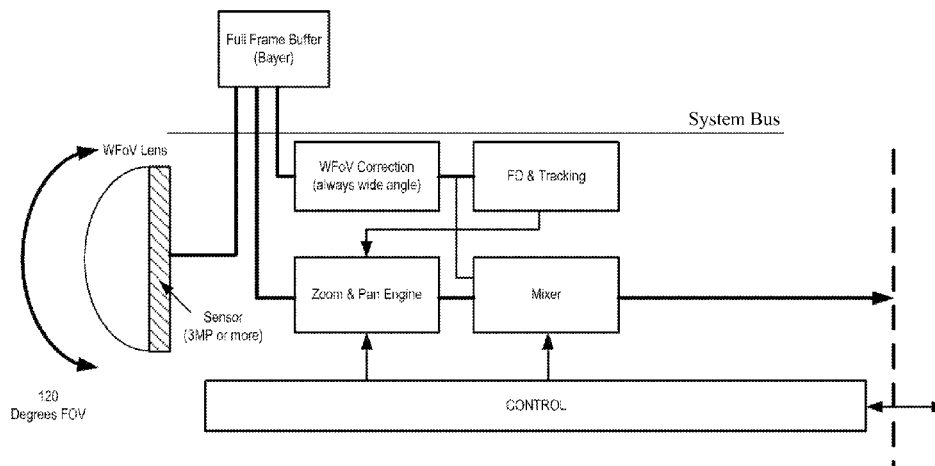 Full Frame Buffer
(Bayer)
System Bus
WFoV Lens
WFoV Correction
(always wide angle)
FD & Tracking
Zoom & Pan Engine
Mixer
Sensor
(3MP or more)
120
Degrees FOV
CONTROL